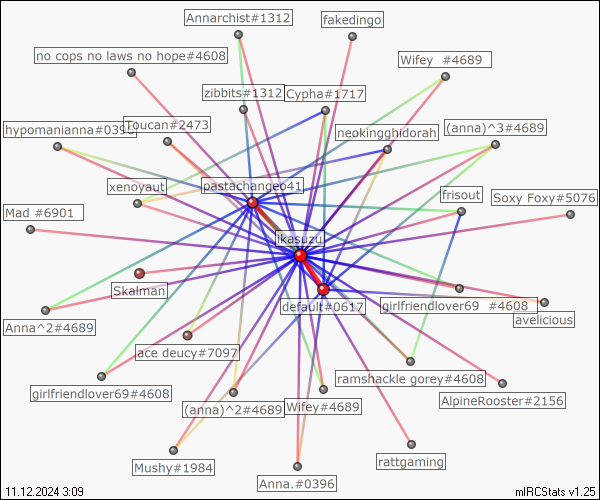 Annarchist#1312
fakedingo
no cops no laws no hope#4608
Wifey  #4689
zibbits#1312
Cypha#1717
hypomanianna#0395
Toucan#2473
neokingghidorah
(anna)^3#4689
xenoyaut
pastachangeo41
frisout
Soxy Foxy#5076
Mad #6901
ikasuzu
Skalman
default#0617
girlfriendlover69  #4608
avelicious
Anna^2#4689
ace deucy#7097
ramshackle gorey#4608
girlfriendlover69#4608
(anna)^2#4689
Wifey#4689
AlpineRooster#2156
Mushy#1984
Anna.#0396
rattgaming
11.12.2024 3:09
mIRCStats v1.25